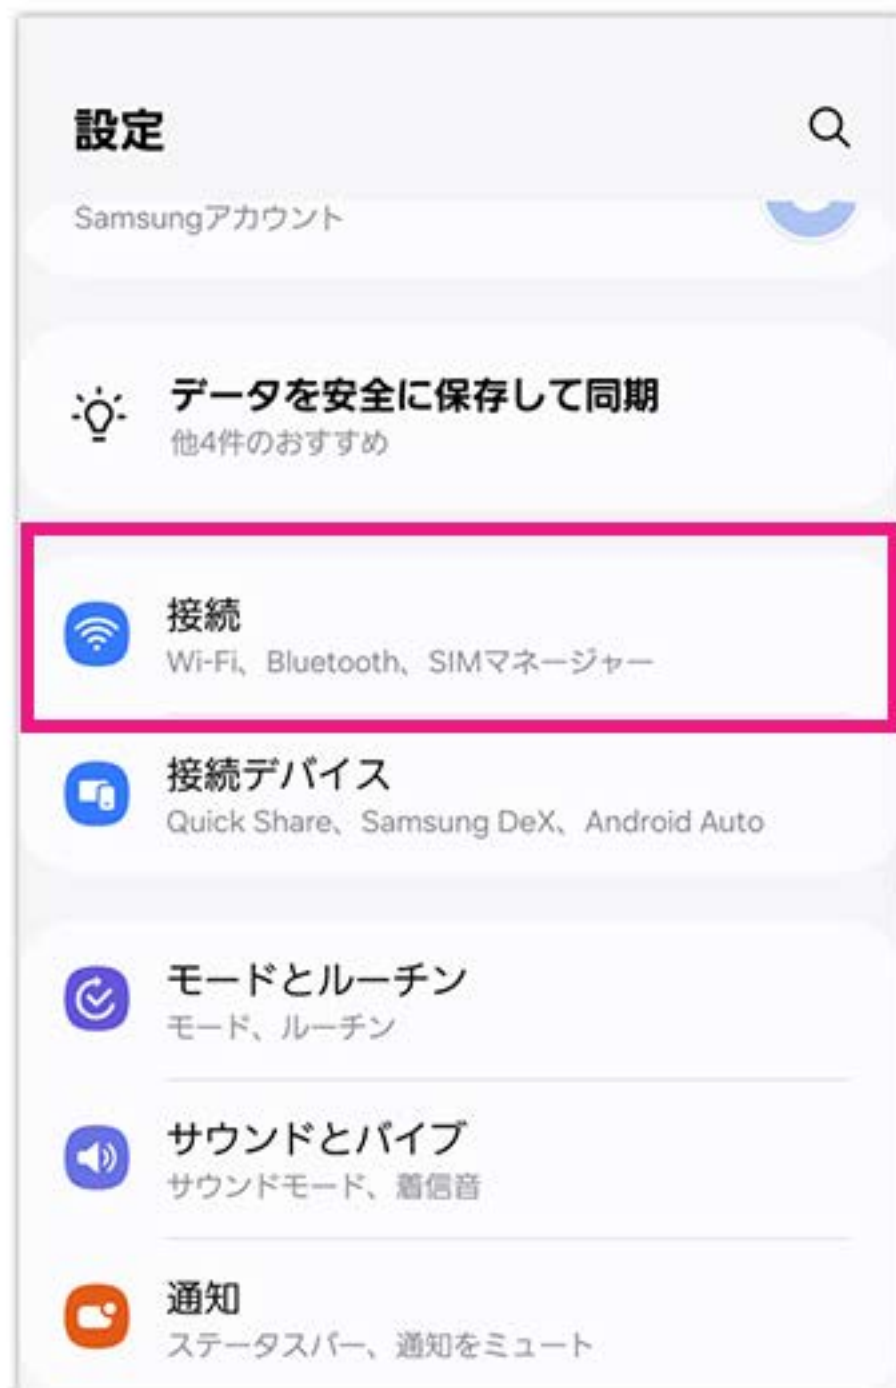 設定
Samsungアカウント
データを安全に保存して同期
他4件のおすすめ
接続
Wi-Fi、Bluetooth、SIMマネージャー
接続デバイス
Quick Share、Samsung DeX、Android Auto
モードとルーチン
モード、ルーチン
サウンドとバイブ
サウンドモード、着信音
通知
ステータスバー、通知をミュート